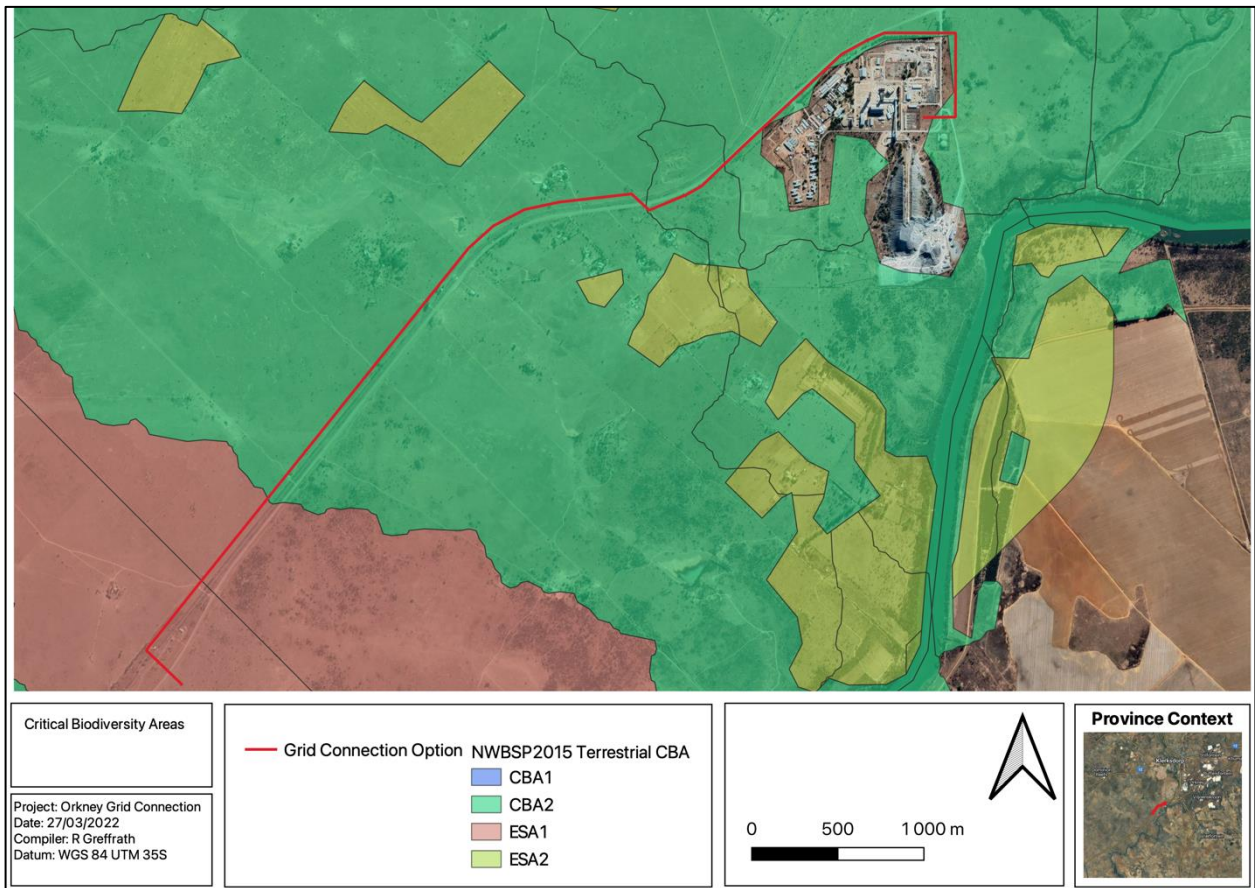 Critical Biodiversity Areas
Project: Orkney Grid Connection
Date: 27/03/2022
Compiler: R Greffrath
Datum: WGS 84 UTM 35S
Grid Connection Option
NWBSP2015 Terrestrial CBA
CBA1
CBA2
ESA1
ESA2
0 500 1 000 m
Province Context
Klerksdorp